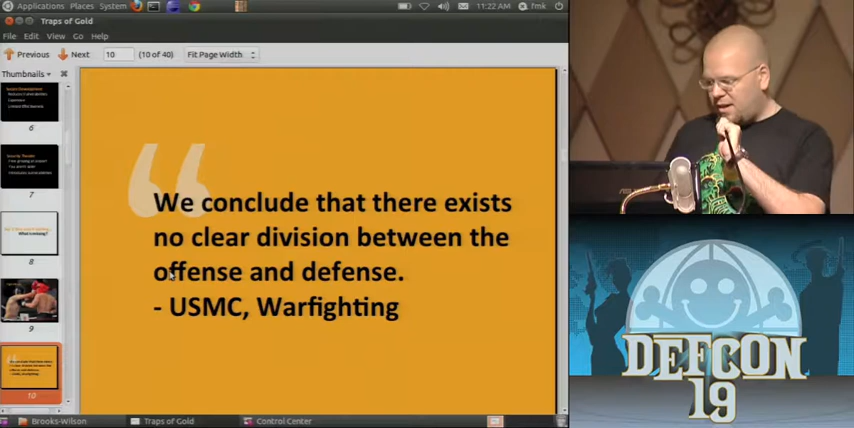 Applications Places System
11:22 AM fmk
Traps of Gold
File Edit View Go Help
Previous Next 10 (10 of 40) Fit Page Width
Thumbnails
6
7
8
9
10
“
We conclude that there exists
no clear division between the
offense and defense.
- USMC, Warfighting
Brooks-Wilson Traps of Gold Control Center
DEFCON
19